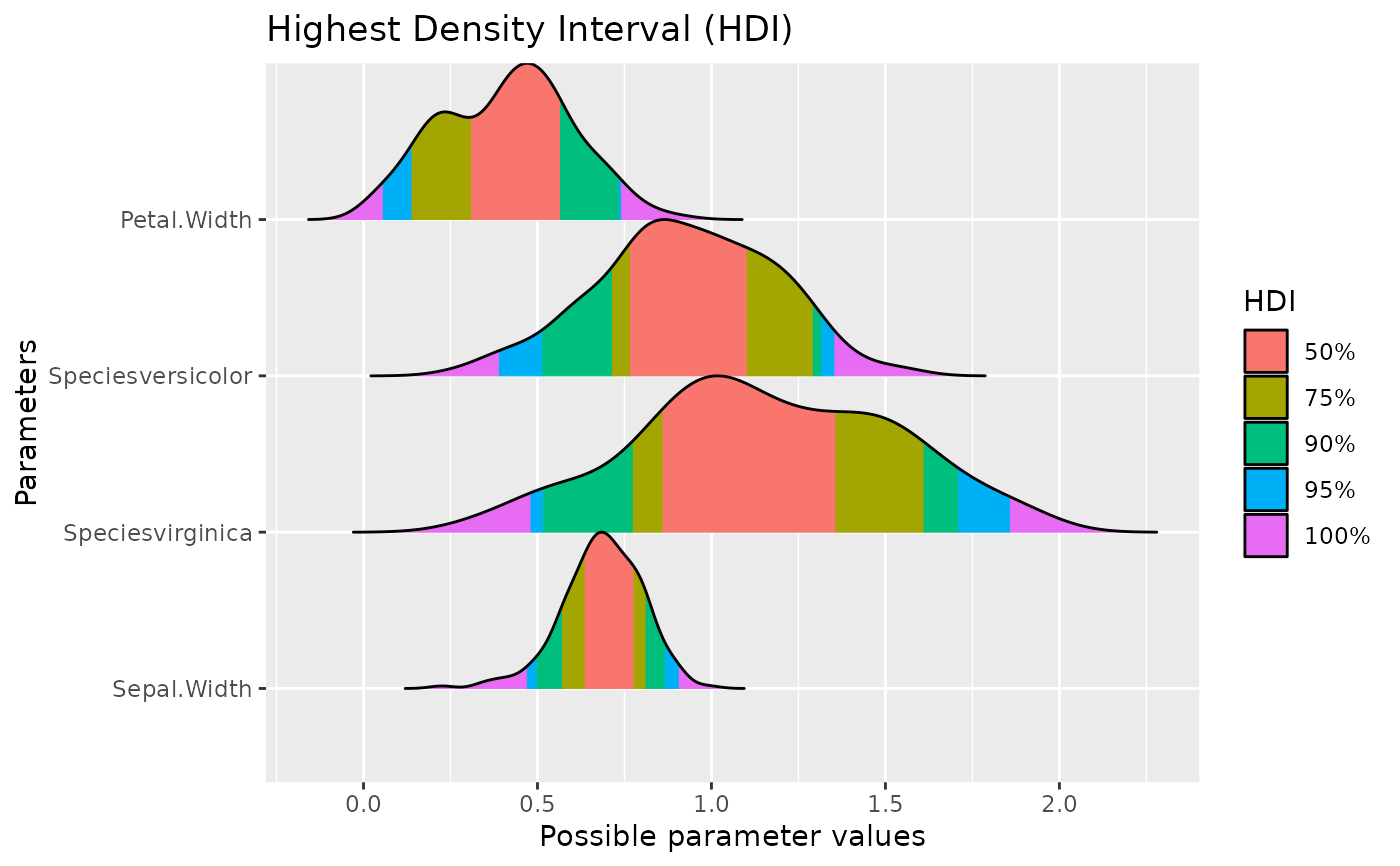 Highest Density Interval (HDI)
Parameters
Petal.Width
Speciesversicolor
Speciesvirginica
Sepal.Width
0.0 0.5 1.0 1.5 2.0
Possible parameter values
HDI
50%
75%
90%
95%
100%